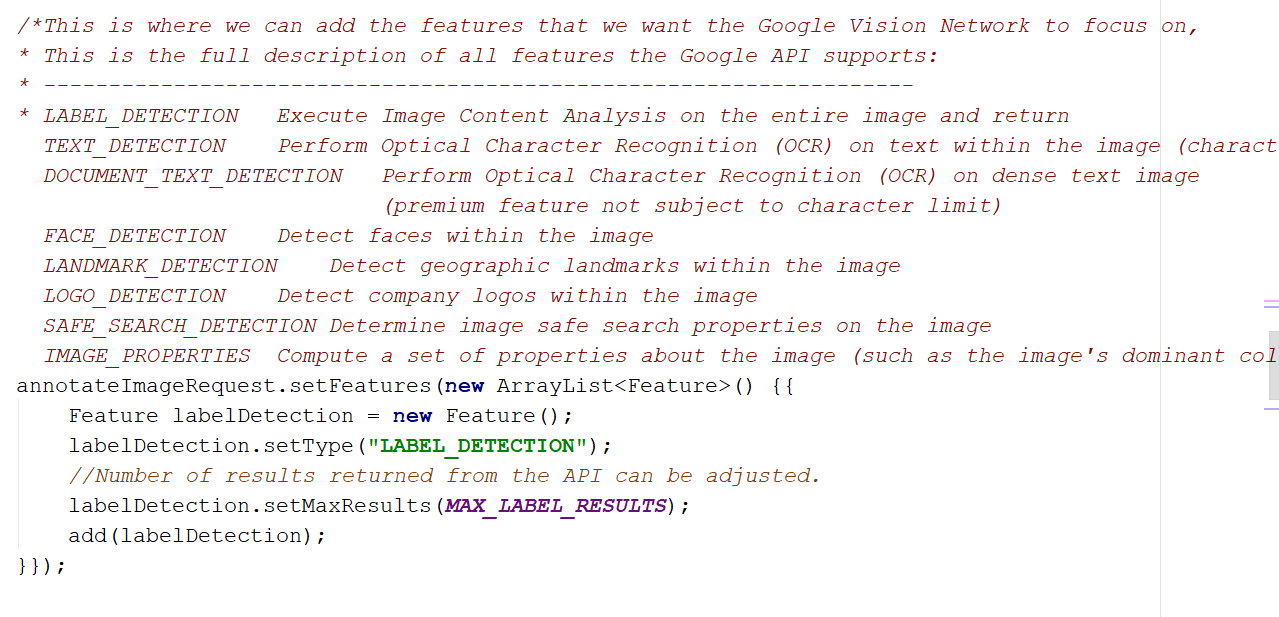 /*This is where we can add the features that we want the Google Vision Network to focus on,
* This is the full description of all features the Google API supports:
* -------------------------------------------------------------------
* LABEL_DETECTION   Execute Image Content Analysis on the entire image and return
  TEXT_DETECTION    Perform Optical Character Recognition (OCR) on text within the image (charact
  DOCUMENT_TEXT_DETECTION   Perform Optical Character Recognition (OCR) on dense text image
                            (premium feature not subject to character limit)
  FACE_DETECTION    Detect faces within the image
  LANDMARK_DETECTION    Detect geographic landmarks within the image
  LOGO_DETECTION    Detect company logos within the image
  SAFE_SEARCH_DETECTION Determine image safe search properties on the image
  IMAGE_PROPERTIES  Compute a set of properties about the image (such as the image's dominant col
annotateImageRequest.setFeatures(new ArrayList<Feature>() {{
    Feature labelDetection = new Feature();
    labelDetection.setType("LABEL_DETECTION");
    //Number of results returned from the API can be adjusted.
    labelDetection.setMaxResults(MAX_LABEL_RESULTS);
    add(labelDetection);
}});